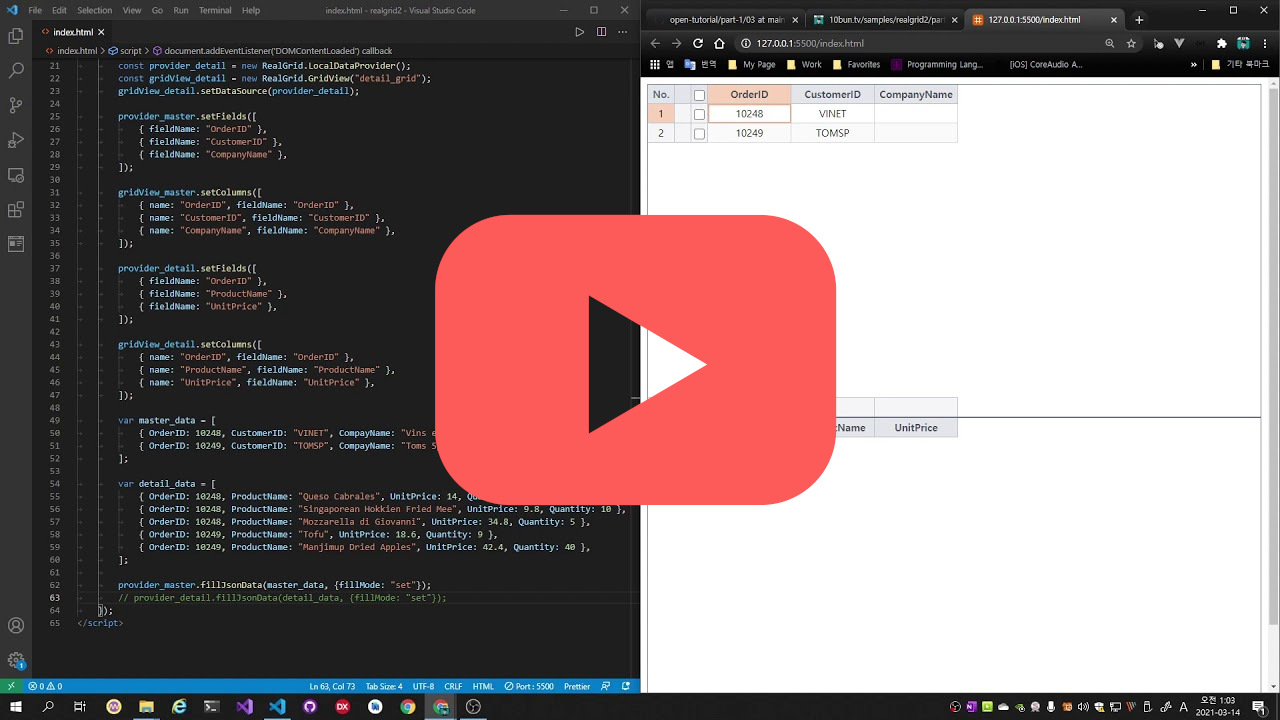 File Edit Selection View Go Run Terminal Help index.html - Visual Studio Code
index.html
index.html > script > document.addEventListener('DOMContentLoaded') callback
21 const provider_detail = new RealGrid.LocalDataProvider();
22 const gridView_detail = new RealGrid.GridView("detail_grid");
23 gridView_detail.setDataSource(provider_detail);
24
25 provider_master.setFields([
26 { fieldName: "OrderID" },
27 { fieldName: "CustomerID" },
28 { fieldName: "CompanyName" },
29 ]);
30
31 gridView_master.setColumns([
32 { name: "OrderID", fieldName: "OrderID" },
33 { name: "CustomerID", fieldName: "CustomerID" },
34 { name: "CompanyName", fieldName: "CompanyName" },
35 ]);
36
37 provider_detail.setFields([
38 { fieldName: "OrderID" },
39 { fieldName: "ProductName" },
40 { fieldName: "UnitPrice" },
41 ]);
42
43 gridView_detail.setColumns([
44 { name: "OrderID", fieldName: "OrderID" },
45 { name: "ProductName", fieldName: "ProductName" },
46 { name: "UnitPrice", fieldName: "UnitPrice" },
47 ]);
48
49 var master_data = [
50 { OrderID: 10248, CustomerID: "VINET", CompayName: "Vins e
51 { OrderID: 10249, CustomerID: "TOMSP", CompayName: "Toms S
52 ];
53
54 var detail_data = [
55 { OrderID: 10248, ProductName: "Queso Cabrales", UnitPrice: 14, Qu
56 { OrderID: 10248, ProductName: "Singaporean Hokkien Fried Mee", UnitPrice: 9.8, Quantity: 10 },
57 { OrderID: 10248, ProductName: "Mozzarella di Giovanni", UnitPrice: 34.8, Quantity: 5 },
58 { OrderID: 10249, ProductName: "Tofu", UnitPrice: 18.6, Quantity: 9 },
59 { OrderID: 10249, ProductName: "Manjimup Dried Apples", UnitPrice: 42.4, Quantity: 40 },
60 ];
61
62 provider_master.fillJsonData(master_data, {fillMode: "set"});
63 // provider_detail.fillJsonData(detail_data, {fillMode: "set"});
64 });
65 </script>
0 0 Ln 63, Col 73 Tab Size: 4 UTF-8 CRLF HTML Port : 5500 Prettier
open-tutorial/part-1/03 at main 10bun.tv/samples/realgrid2/part 127.0.0.1:5500/index.html
127.0.0.1:5500/index.html
앱 번역 My Page Work Favorites Programming Lang... [iOS] CoreAudio A... » 기타 북마크
No. OrderID CustomerID CompanyName
1 10248 VINET
2 10249 TOMSP
tName UnitPrice
오전 1:03
2021-03-14